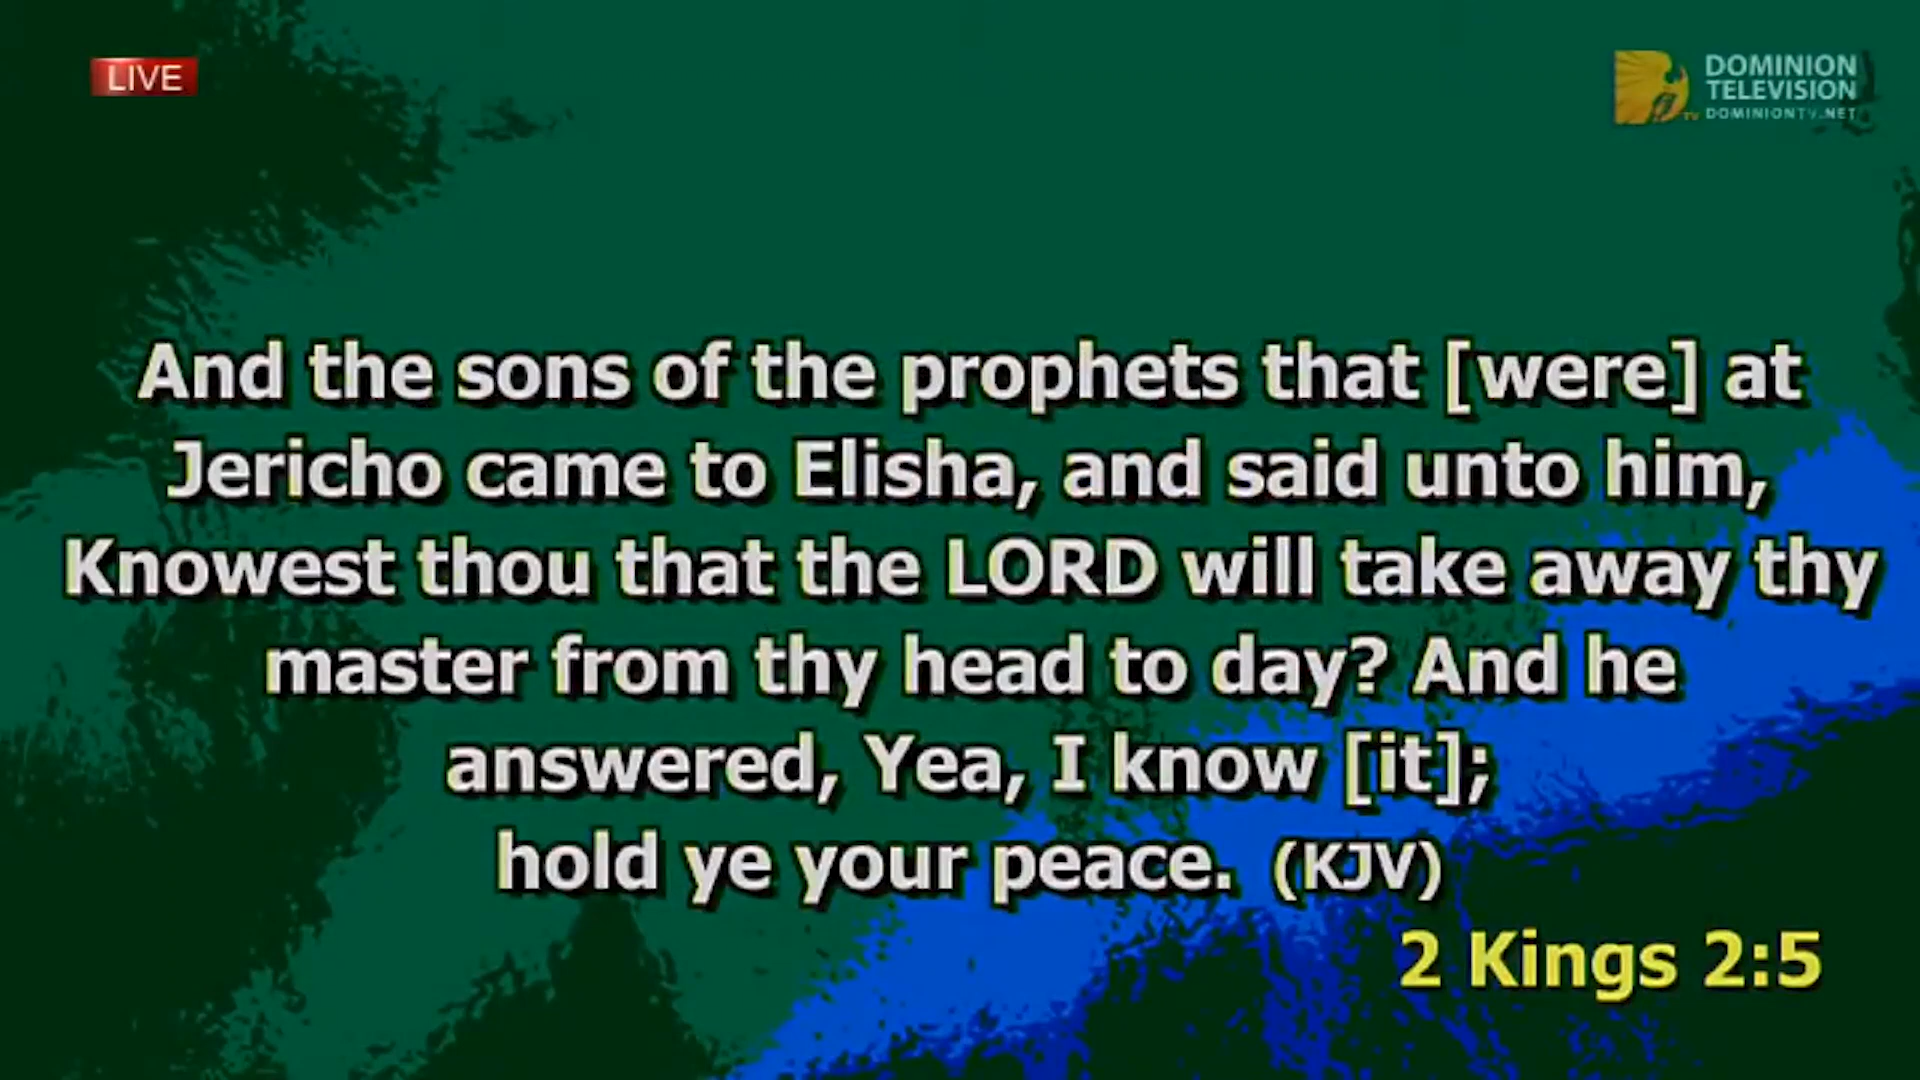 LIVE
DOMINION
TELEVISION
TV DOMINIONTV.NET
And the sons of the prophets that [were] at
Jericho came to Elisha, and said unto him,
Knowest thou that the LORD will take away thy
master from thy head to day? And he
answered, Yea, I know [it];
hold ye your peace. (KJV)
2 Kings 2:5